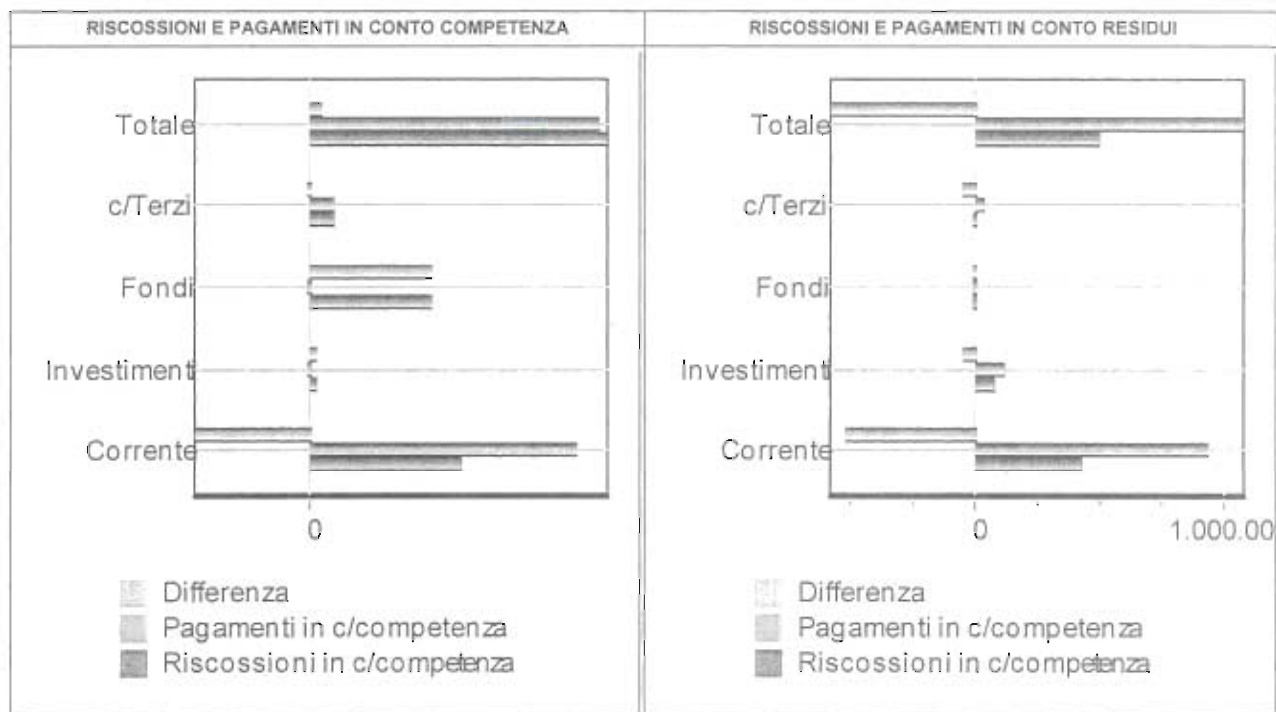 RISCOSSIONI E PAGAMENTI IN CONTO COMPETENZA
Totale
c/Terzi
Fondi
Investimenti
Corrente
0
Differenza
Pagamenti in c/competenza
Riscossioni in c/competenza
RISCOSSIONI E PAGAMENTI IN CONTO RESIDUI
Totale
c/Terzi
Fondi
Investimenti
Corrente
0 1.000.00
Differenza
Pagamenti in c/competenza
Riscossioni in c/competenza